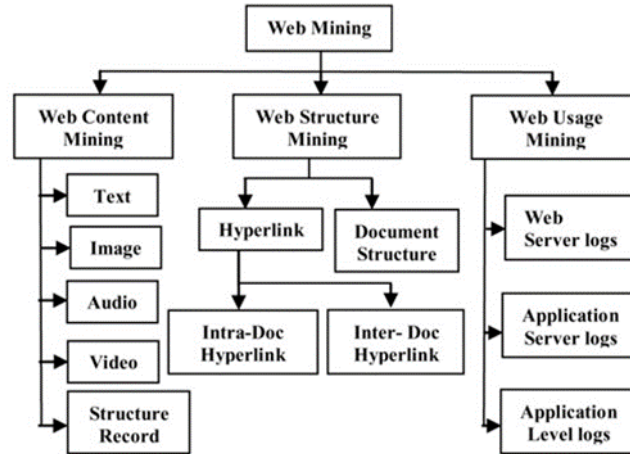 Web Mining
Web Content
Mining
Web Structure
Mining
Web Usage
Mining
Text
Image
Audio
Video
Structure
Record
Hyperlink
Document
Structure
Intra-Doc
Hyperlink
Inter- Doc
Hyperlink
Web
Server logs
Application
Server logs
Application
Level logs